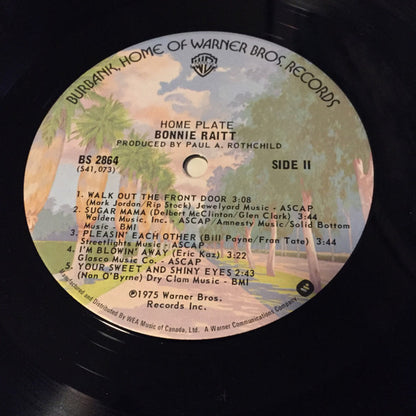 BURBANK, HOME OF WARNER BROS. RECORDS
HOME PLATE
BONNIE RAITT
PRODUCED BY PAUL A. ROTHCHILD
BS 2864
(S41,073)
SIDE II
1. WALK OUT THE FRONT DOOR 3:08
(Mark Jordan/Rip Stock) Jewelyard Music - ASCAP
2. SUGAR MAMA (Delbert McClinton/Glen Clark) 3:44
Walden Music, Inc. - ASCAP/Amnesty Music/Solid Bottom
Music - BMI
3. PLEASIN' EACH OTHER (Bill Payne/Fran Tate) 3:44
Streetlights Music - ASCAP
4. I'M BLOWIN' AWAY (Eric Kaz) 3:22
Glasco Music Co. - ASCAP
5. YOUR SWEET AND SHINY EYES 2:43
(Nan O'Byrne) Dry Clam Music - BMI
©1975 Warner Bros.
Records Inc.
Manufactured and Distributed By WEA Music of Canada, Ltd. A Warner Communications Company